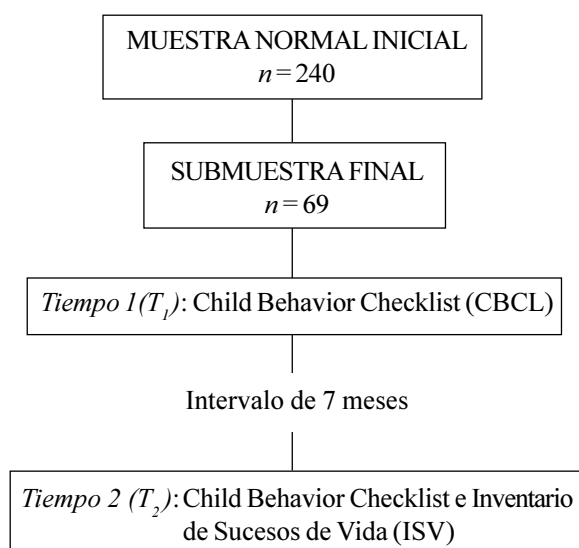 MUESTRA NORMAL INICIAL
n = 240
SUBMUESTRA FINAL
n = 69
Tiempo 1(T₁): Child Behavior Checklist (CBCL)
Intervalo de 7 meses
Tiempo 2 (T₂): Child Behavior Checklist e Inventario
de Sucesos de Vida (ISV)